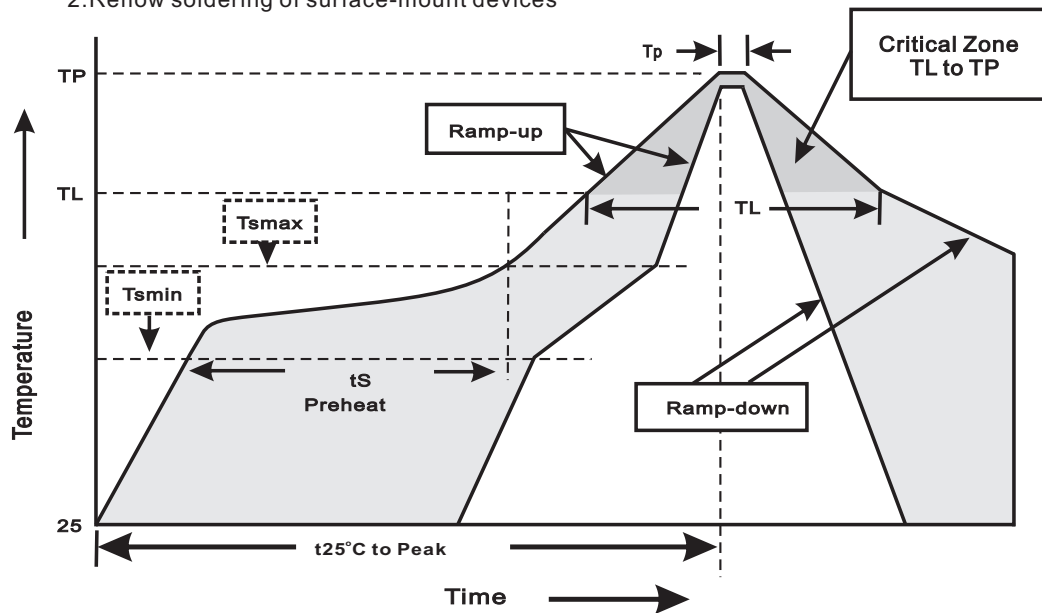 2.Reflow soldering of surface-mount devices
Tp
Critical Zone
TL to TP
TP
Ramp-up
TL
TL
Tsmax
Tsmin
Temperature
tS
Preheat
Ramp-down
25
t25°C to Peak
Time